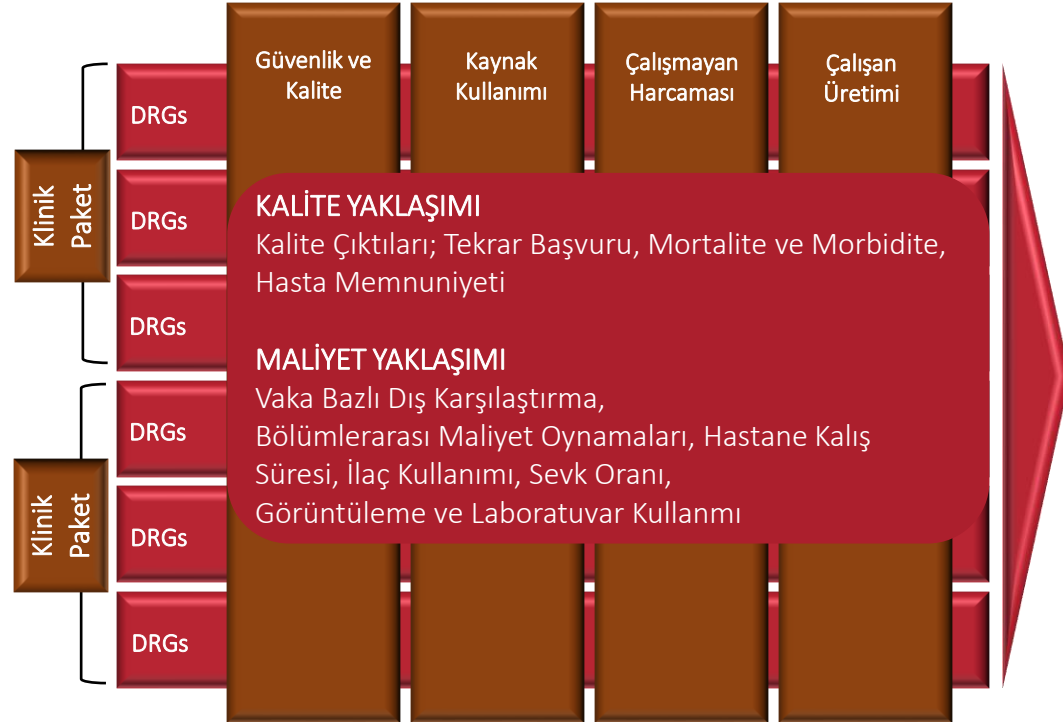 Güvenlik ve
Kalite
Kaynak
Kullanımı
Çalışmayan
Harcaması
Çalışan
Üretimi
Klinik
Paket
DRGs
DRGs
DRGs
KALİTE YAKLAŞIMI
Kalite Çıktıları; Tekrar Başvuru, Mortalite ve Morbidite,
Hasta Memnuniyeti
MALİYET YAKLAŞIMI
Vaka Bazlı Dış Karşılaştırma,
Bölümlerarası Maliyet Oynamaları, Hastane Kalış
Süresi, İlaç Kullanımı, Sevk Oranı,
Görüntüleme ve Laboratuvar Kullanmı
Klinik
Paket
DRGs
DRGs
DRGs